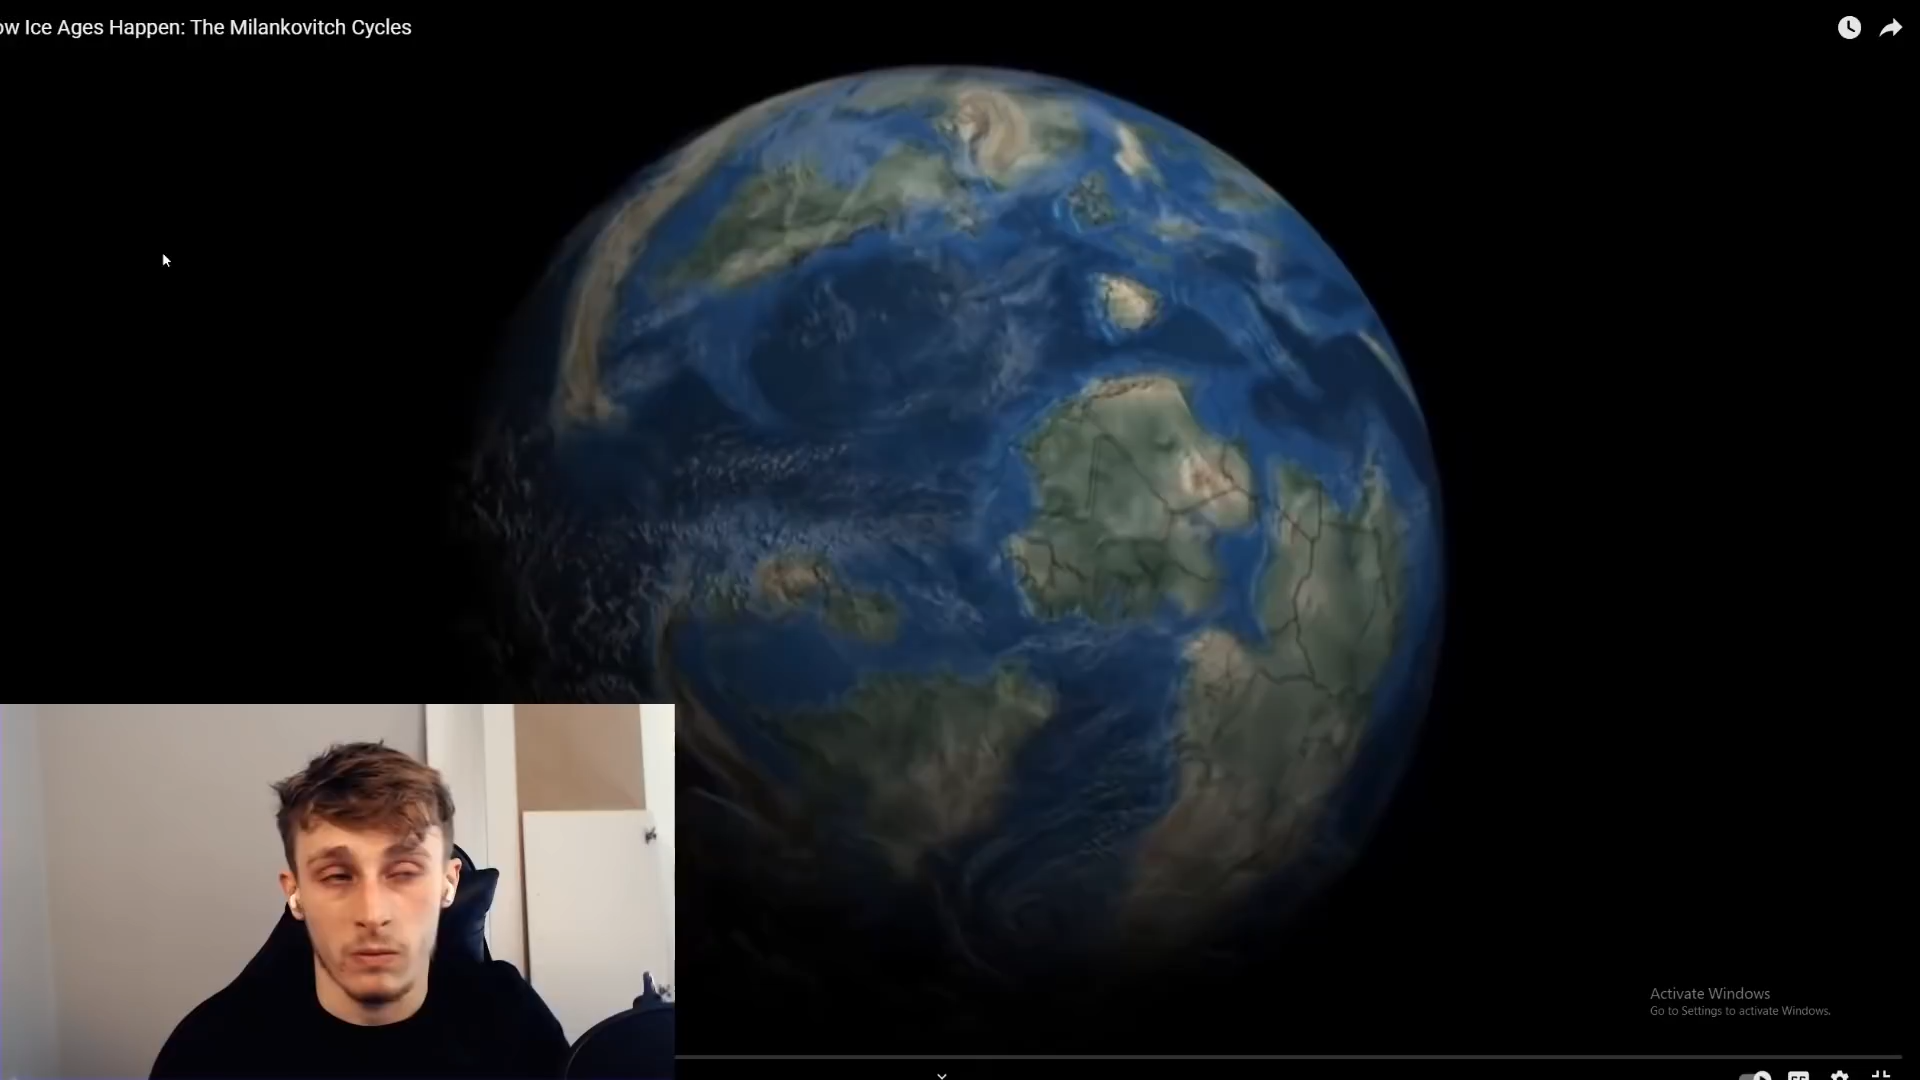 ow Ice Ages Happen: The Milankovitch Cycles
Activate Windows
Go to Settings to activate Windows.